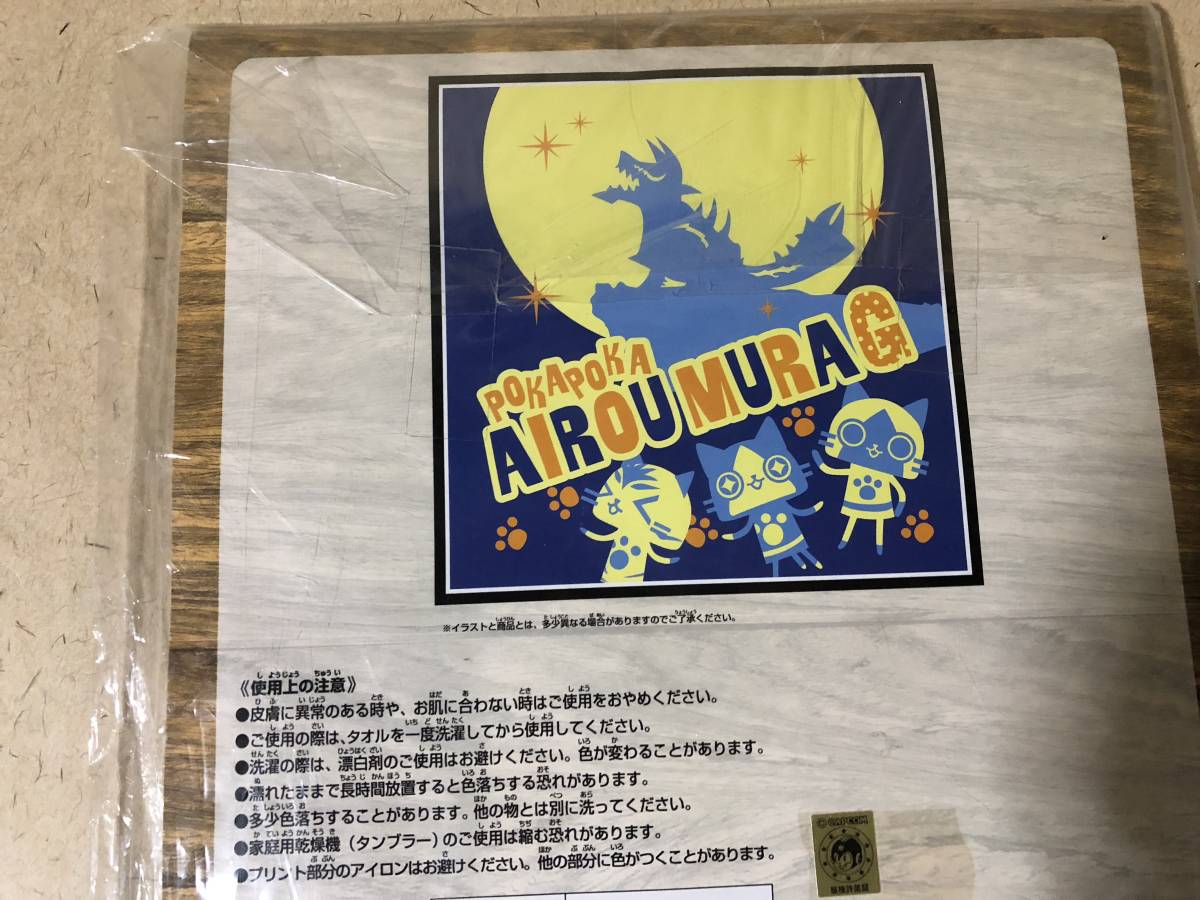 POKAPOKA
AIROU MURA G
※イラストと商品とは、多少異なる場合がありますのでご了承ください。
《使用上の注意》
●皮膚に異常のある時や、お肌に合わない時はご使用をおやめください。
●ご使用の際は、タオルを一度洗濯してから使用してください。
●洗濯の際は、漂白剤のご使用はお避けください。色が変わることがあります。
●濡れたままで長時間放置すると色落ちする恐れがあります。
●多少色落ちすることがあります。他の物とは別に洗ってください。
●家庭用乾燥機（タンブラー）のご使用は縮む恐れがあります。
●プリント部分のアイロンはお避けください。他の部分に色がつくことがあります。
©CAPCOM